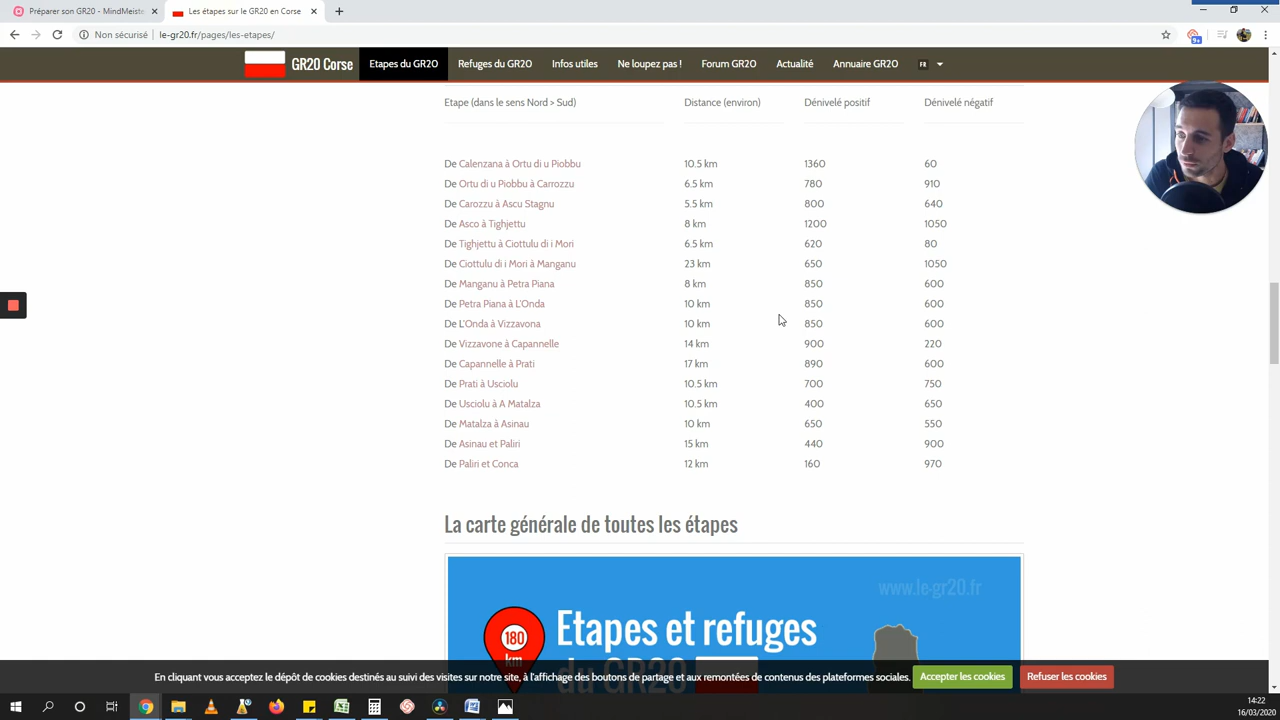 Préparer son GR20 - MindMeiste
Les étapes sur le GR20 en Corse
Non sécurisé | le-gr20.fr/pages/les-etapes/
9+
GR20 Corse Etapes du GR20 Refuges du GR20 Infos utiles Ne loupez pas ! Forum GR20 Actualité Annuaire GR20 FR
Etape (dans le sens Nord > Sud) Distance (environ) Dénivelé positif Dénivelé négatif
De Calenzana à Ortu di u Piobbu 10.5 km 1360 60
De Ortu di u Piobbu à Carrozzu 6.5 km 780 910
De Carozzu à Ascu Stagnu 5.5 km 800 640
De Asco à Tighjettu 8 km 1200 1050
De Tighjettu à Ciottulu di i Mori 6.5 km 620 80
De Ciottulu di i Mori à Manganu 23 km 650 1050
De Manganu à Petra Piana 8 km 850 600
De Petra Piana à L'Onda 10 km 850 600
De L'Onda à Vizzavona 10 km 850 600
De Vizzavone à Capannelle 14 km 900 220
De Capannelle à Prati 17 km 890 600
De Prati à Usciolu 10.5 km 700 750
De Usciolu à A Matalza 10.5 km 400 650
De Matalza à Asinau 10 km 650 550
De Asinau et Paliri 15 km 440 900
De Paliri et Conca 12 km 160 970
La carte générale de toutes les étapes
www.le-gr20.fr
180
km
Etapes et refuges
du GR20
En cliquant vous acceptez le dépôt de cookies destinés au suivi des visites sur notre site, à l'affichage des boutons de partage et aux remontées de contenus des plateformes sociales. Accepter les cookies Refuser les cookies
14:22
16/03/2020